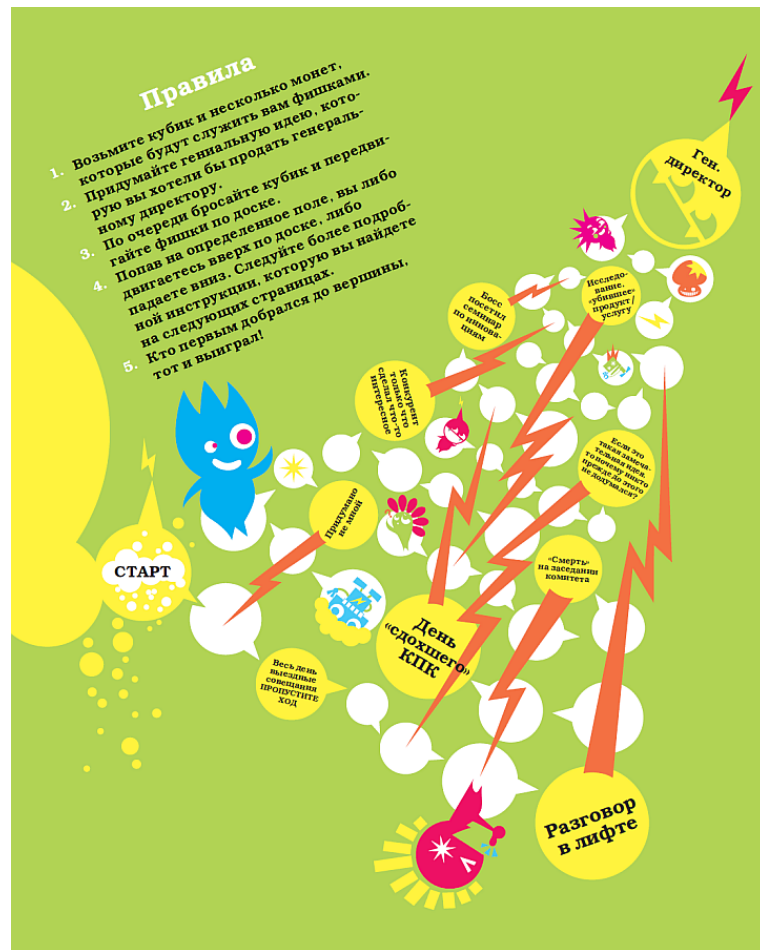 Правила
1. Возьмите кубик и несколько монет,
которые будут служить вам фишками.
2. Придумайте гениальную идею, кото-
рую вы хотели бы продать генераль-
ному директору.
3. По очереди бросайте кубик и передви-
гайте фишки по доске.
4. Попав на определенное поле, вы либо
двигаетесь вверх по доске, либо
падаете вниз. Следуйте более подроб-
ной инструкции, которую вы найдете
на следующих страницах.
5. Кто первым добрался до вершины,
тот и выиграл!
Ген.
директор
Исследо-
вание,
«убившее»
продукт/
услугу
Босс
посетил
семинар
по иннова-
циям
Конкурент
только что
сделал что-то
интересное
Если это
такая замеча-
тельная идея,
то почему никто
прежде до этого
не додумался?
Придумано
не мной
«Смерть»
на заседании
комитета
СТАРТ
День
«сдохшего»
КПК
Весь день
выездные
совещания
ПРОПУСТИТЕ
ХОД
Разговор
в лифте